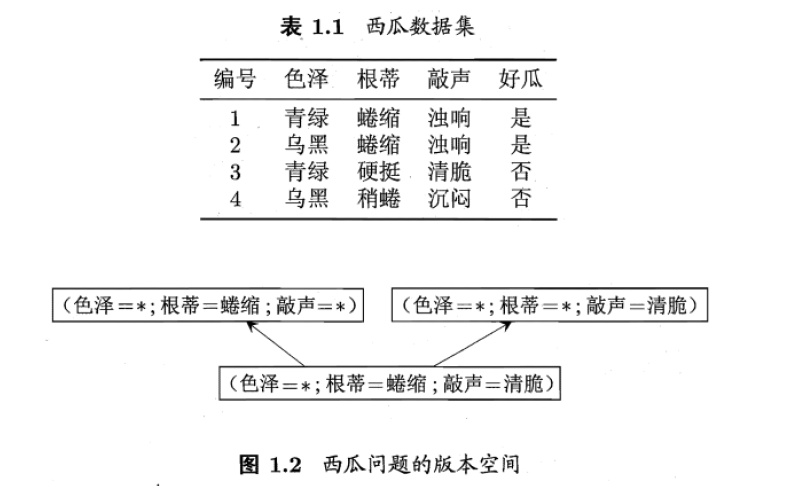 表 1.1 西瓜数据集
编号 色泽 根蒂 敲声 好瓜
1 青绿 蜷缩 浊响 是
2 乌黑 蜷缩 浊响 是
3 青绿 硬挺 清脆 否
4 乌黑 稍蜷 沉闷 否
(色泽=*;根蒂=蜷缩;敲声=*) (色泽=*;根蒂=*;敲声=清脆)
(色泽=*;根蒂=蜷缩;敲声=清脆)
图 1.2 西瓜问题的版本空间